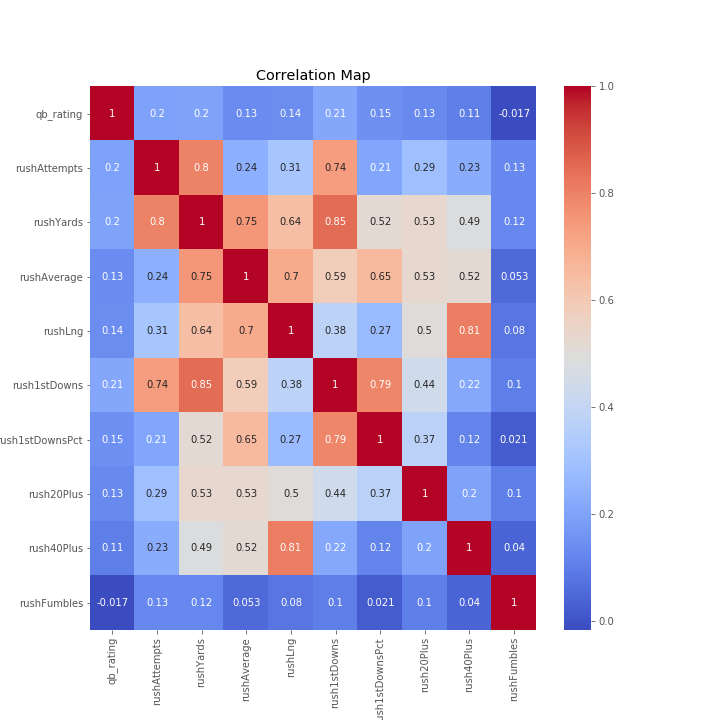 Correlation Map
qb_rating 1 0.2 0.2 0.13 0.14 0.21 0.15 0.13 0.11 -0.017
rushAttempts 0.2 1 0.8 0.24 0.31 0.74 0.21 0.29 0.23 0.13
rushYards 0.2 0.8 1 0.75 0.64 0.85 0.52 0.53 0.49 0.12
rushAverage 0.13 0.24 0.75 1 0.7 0.59 0.65 0.53 0.52 0.053
rushLng 0.14 0.31 0.64 0.7 1 0.38 0.27 0.5 0.81 0.08
rush1stDowns 0.21 0.74 0.85 0.59 0.38 1 0.79 0.44 0.22 0.1
rush1stDownsPct 0.15 0.21 0.52 0.65 0.27 0.79 1 0.37 0.12 0.021
rush20Plus 0.13 0.29 0.53 0.53 0.5 0.44 0.37 1 0.2 0.1
rush40Plus 0.11 0.23 0.49 0.52 0.81 0.22 0.12 0.2 1 0.04
rushFumbles -0.017 0.13 0.12 0.053 0.08 0.1 0.021 0.1 0.04 1
qb_rating
rushAttempts
rushYards
rushAverage
rushLng
rush1stDowns
rush1stDownsPct
rush20Plus
rush40Plus
rushFumbles
1.0
0.8
0.6
0.4
0.2
0.0